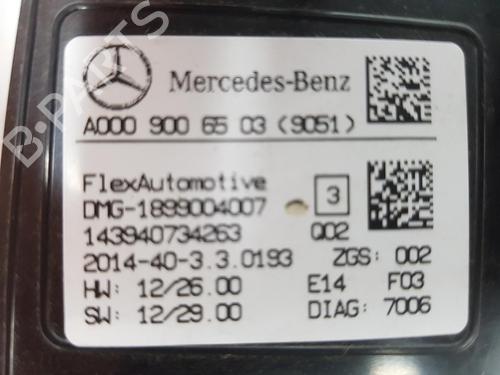 Mercedes-Benz
A000 900 65 03 (9051)
FlexAutomotive
DMG-1899004007
3
143940734263
Q02
2014-40-3.3.0193
ZGS: 002
HW: 12/26.00
E14 F03
SW: 12/29.00
DIAG: 7006
B-PARTS